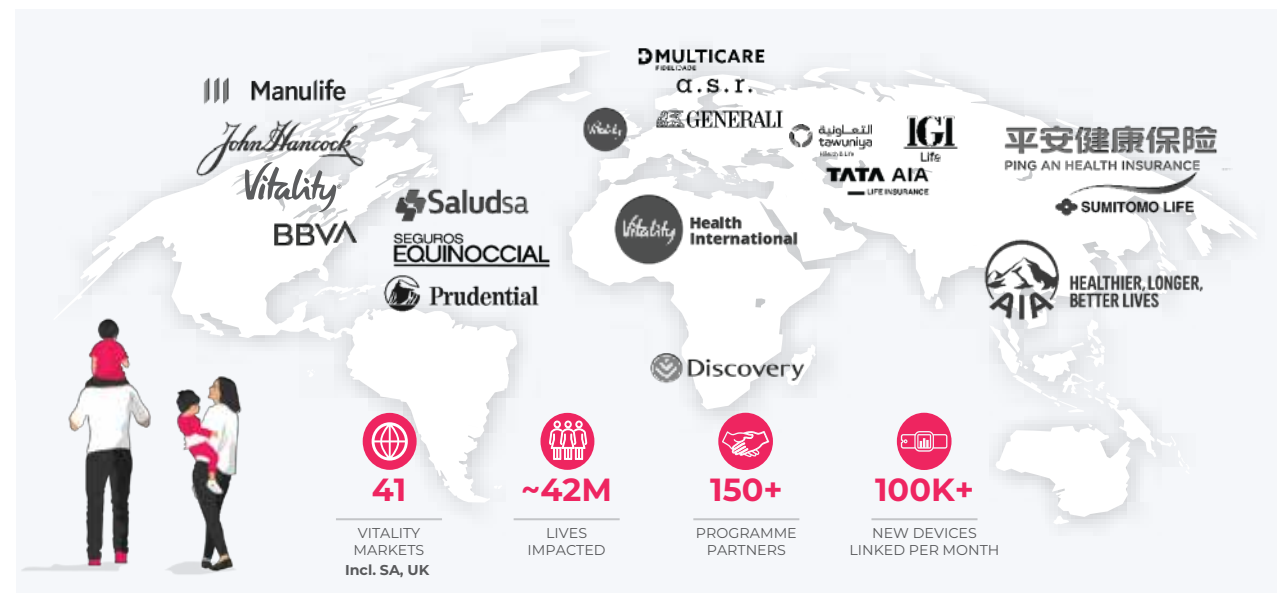 Manulife
John Hancock
Vitality
BBVA
Saludsa
SEGUROS
EQUINOCCIAL
Prudential
MULTICARE
FIDELIDADE
a.s.r.
Vitality
GENERALI
التعاونية
tawuniya
Health & Life
IGI
Life
TATA AIA
LIFE INSURANCE
平安健康保险
PING AN HEALTH INSURANCE
SUMITOMO LIFE
Vitality
Health
International
AIA
HEALTHIER, LONGER,
BETTER LIVES
Discovery
41
VITALITY
MARKETS
Incl. SA, UK
~42M
LIVES
IMPACTED
150+
PROGRAMME
PARTNERS
100K+
NEW DEVICES
LINKED PER MONTH